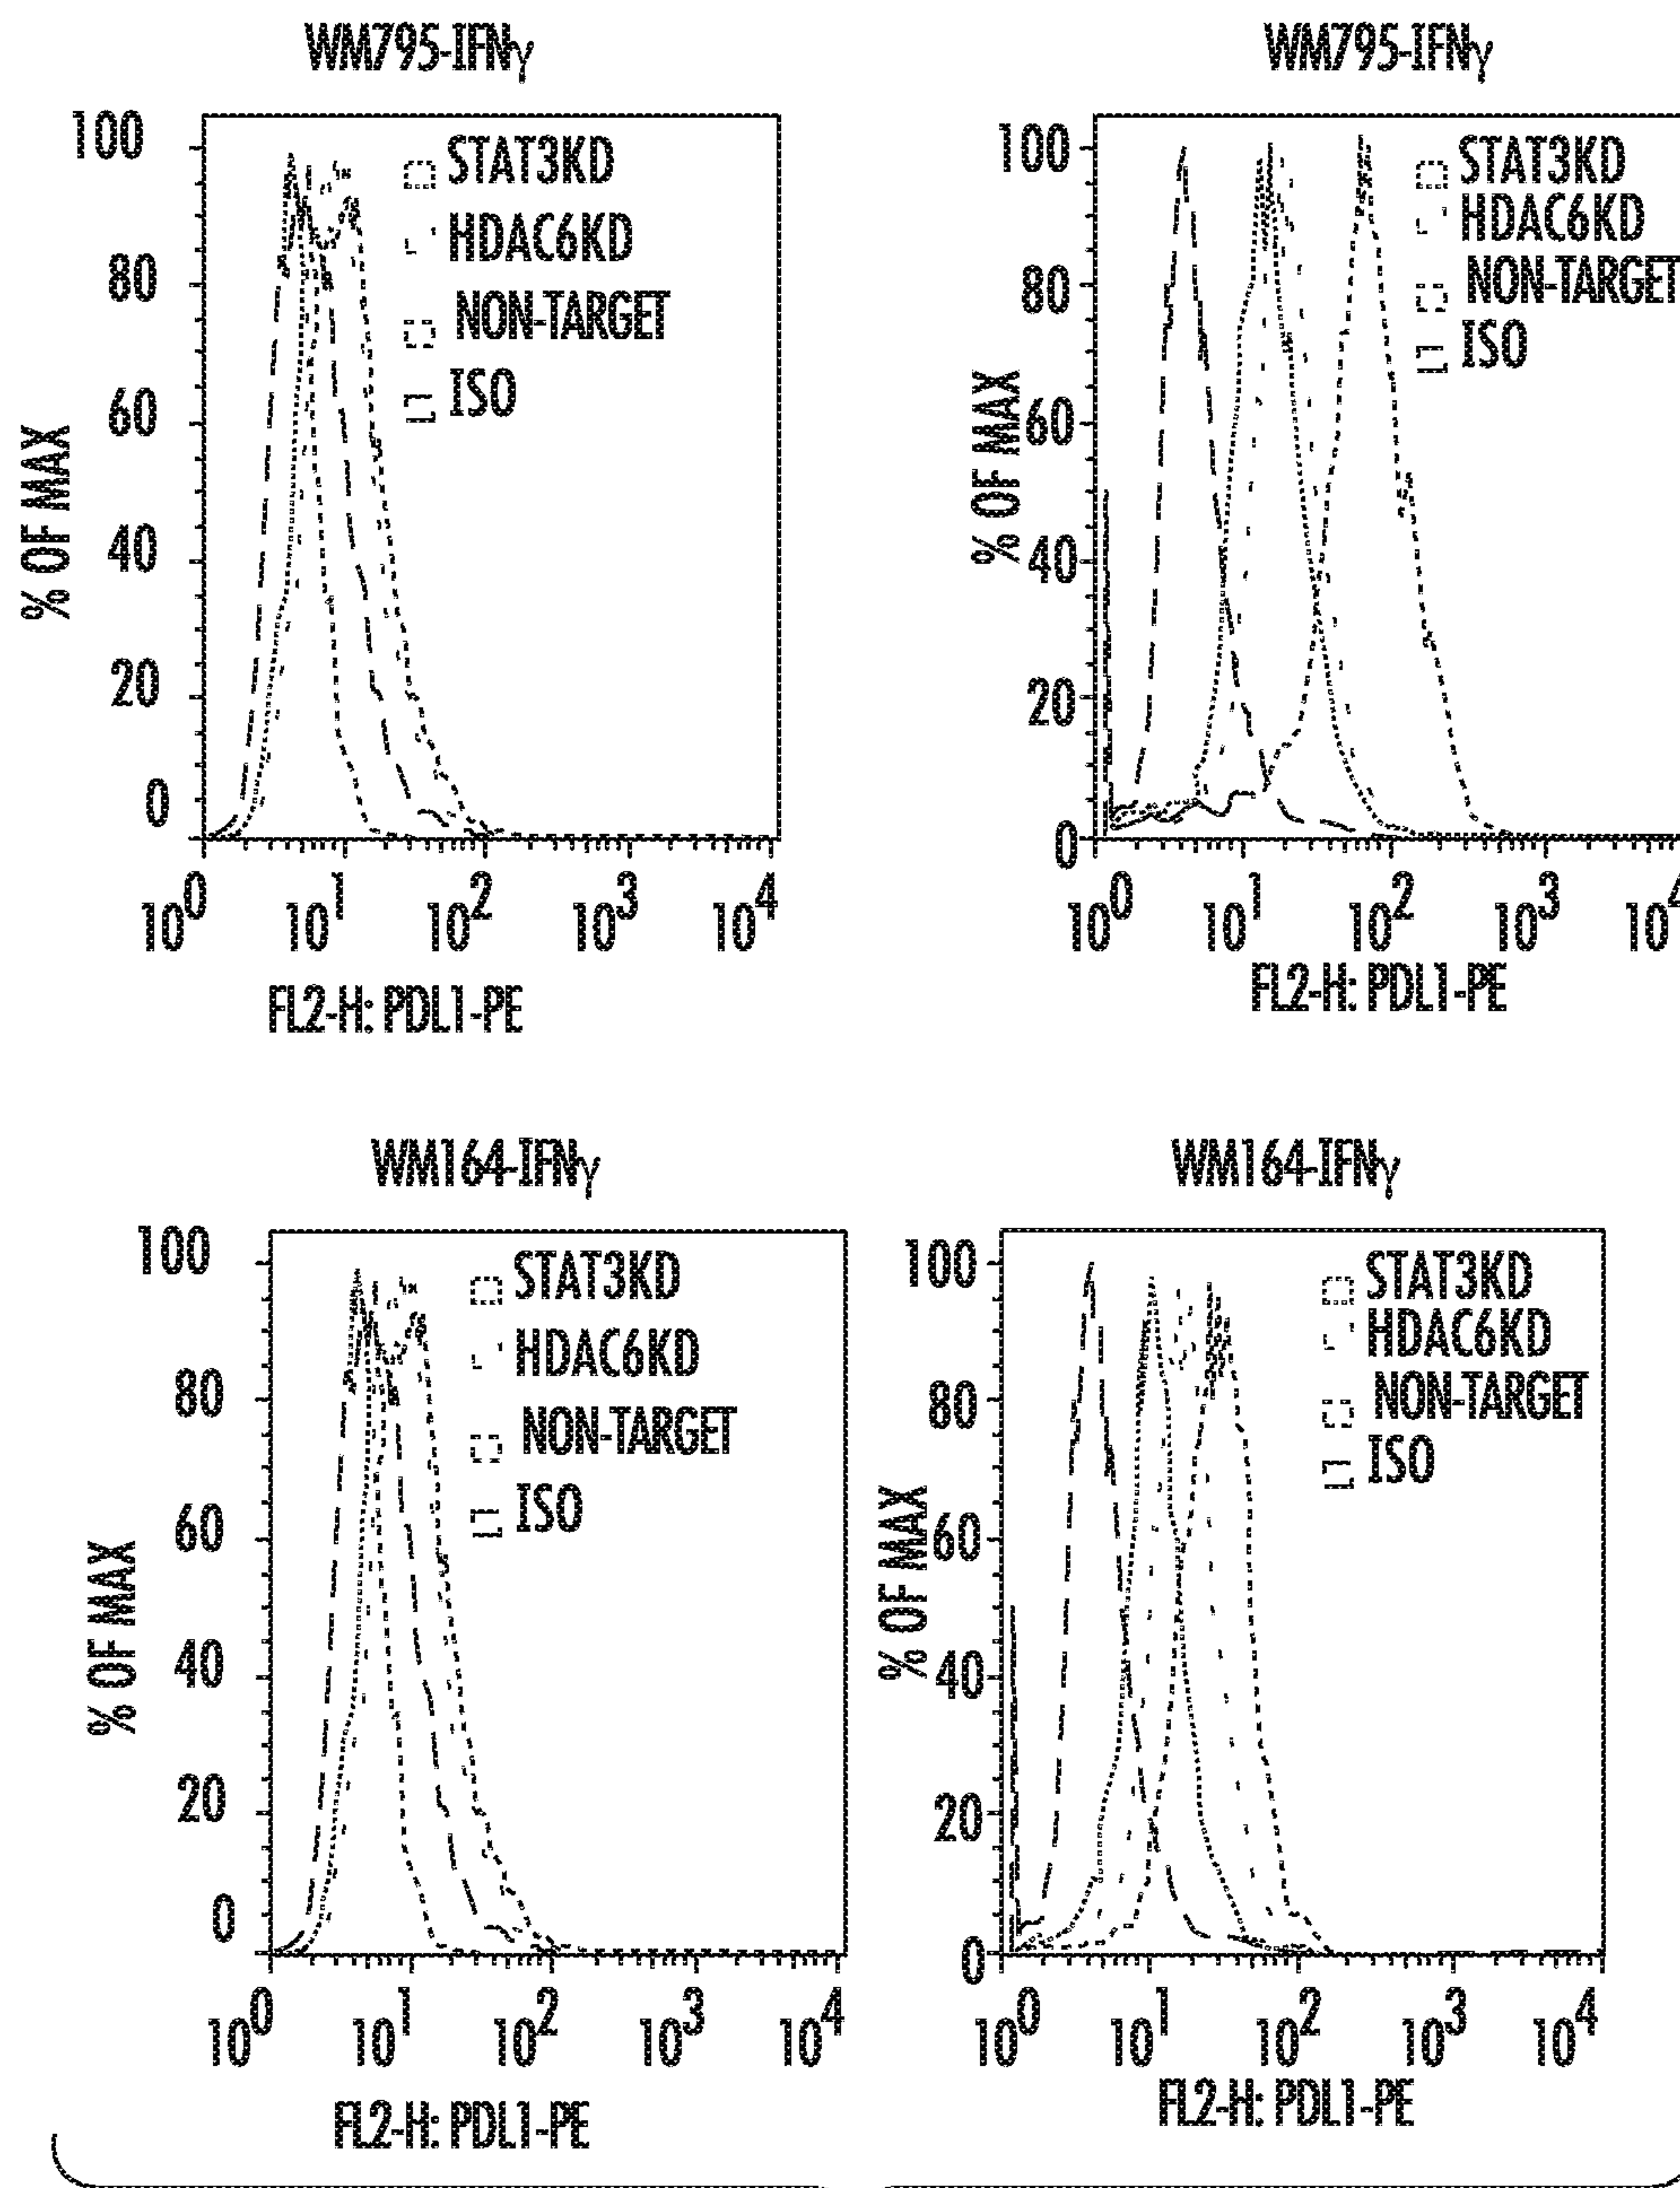 WM795-IFNγ
100
80
60
40
20
0
% OF MAX
STAT3KD
HDAC6KD
NON-TARGET
ISO
10^0 10^1 10^2 10^3 10^4
FL2-H: PDL1-PE
WM795-IFNγ
100
80
60
40
20
0
% OF MAX
STAT3KD
HDAC6KD
NON-TARGET
ISO
10^0 10^1 10^2 10^3 10^4
FL2-H: PDL1-PE
WM164-IFNγ
100
80
60
40
20
0
% OF MAX
STAT3KD
HDAC6KD
NON-TARGET
ISO
10^0 10^1 10^2 10^3 10^4
FL2-H: PDL1-PE
WM164-IFNγ
100
80
60
40
20
0
% OF MAX
STAT3KD
HDAC6KD
NON-TARGET
ISO
10^0 10^1 10^2 10^3 10^4
FL2-H: PDL1-PE